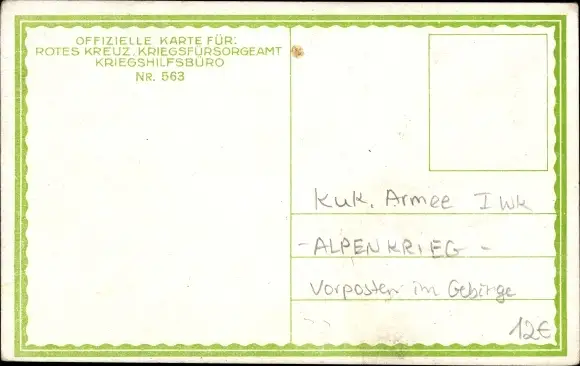 OFFIZIELLE KARTE FÜR:
ROTES KREUZ, KRIEGSFÜRSORGEAMT
KRIEGSHILFSBÜRO
NR. 563
KuK. Armee I WK
- ALPENKRIEG -
Vorposten im Gebirge
12€